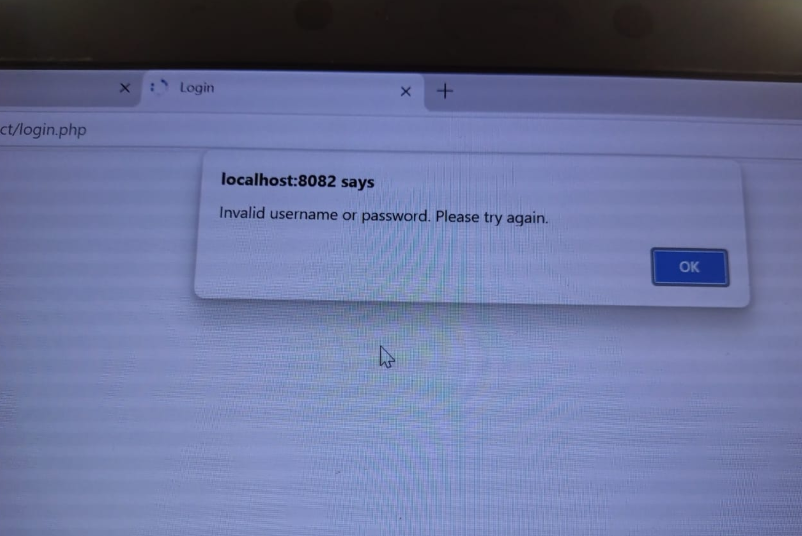 Login
ct/login.php
localhost:8082 says
Invalid username or password. Please try again.
OK